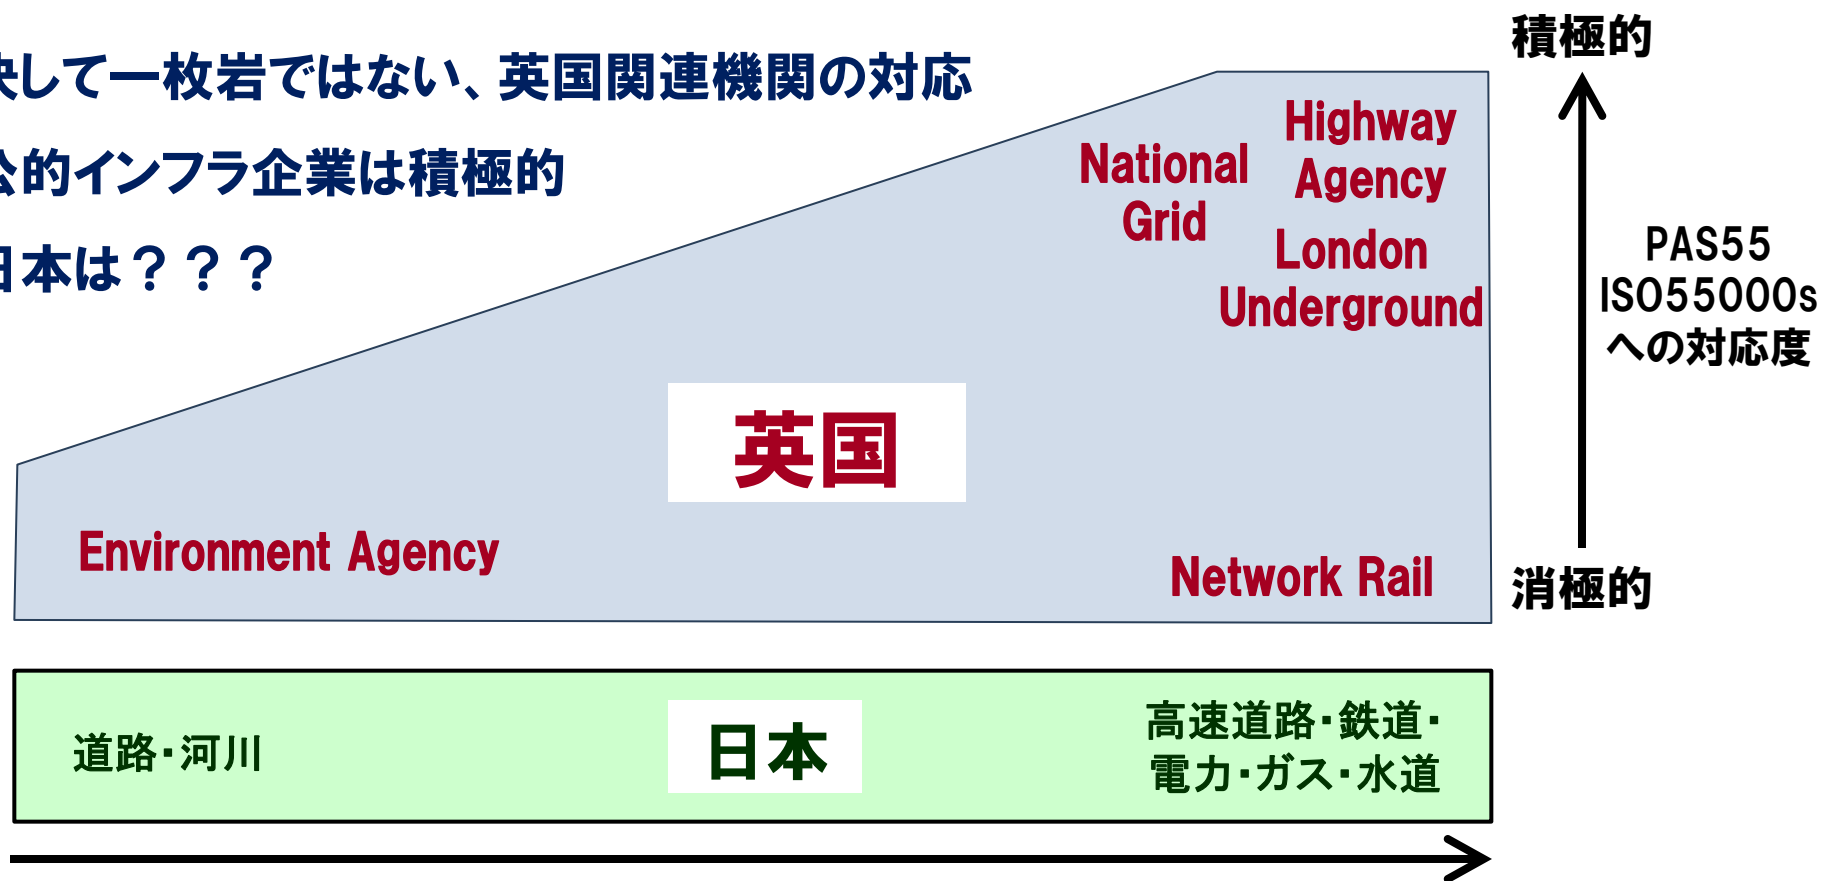 して一枚岩ではない、英国関連機関の対応
公的インフラ企業は積極的
日本は？？？
積極的
Highway
Agency
National
Grid
London
Underground
PAS55
ISO55000s
への対応度
英国
Environment Agency
Network Rail
消極的
道路・河川
日本
高速道路・鉄道・
電力・ガス・水道